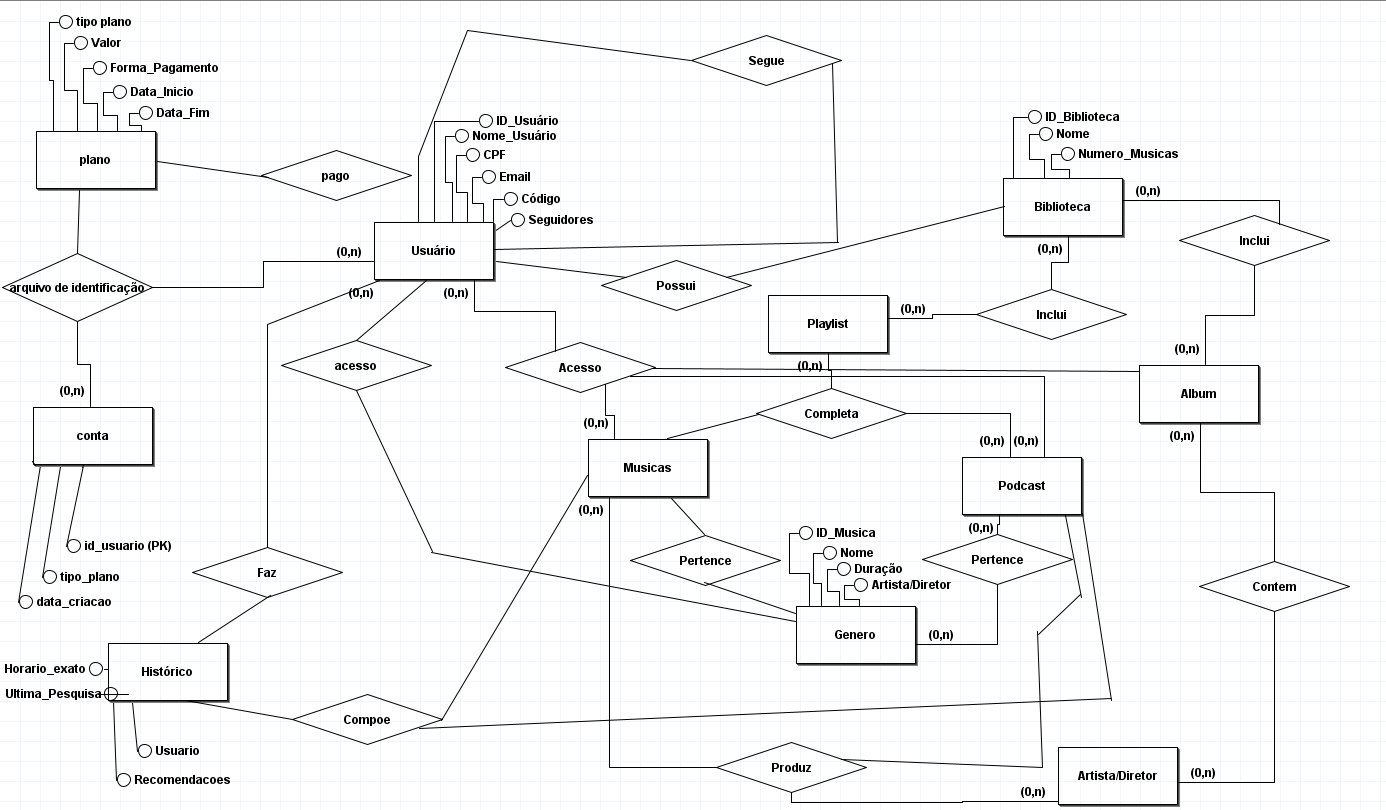 tipo plano
Valor
Forma_Pagamento
Data_Inicio
Data_Fim
plano
pago
Segue
ID_Usuário
Nome_Usuário
CPF
Email
Código
Seguidores
Usuário
(0,n)
(0,n)
(0,n)
ID_Biblioteca
Nome
Numero_Musicas
Biblioteca
(0,n)
(0,n)
Inclui
Possui
arquivo de identificação
Playlist
(0,n)
Inclui
(0,n)
(0,n)
acesso
Acesso
Album
(0,n)
(0,n)
conta
Completa
(0,n)
(0,n)
(0,n)
Musicas
(0,n)
Podcast
(0,n)
id_usuario (PK)
tipo_plano
data_criacao
Faz
Pertence
ID_Musica
Nome
Duração
Artista/Diretor
Genero
(0,n)
Pertence
Contem
Horario_exato
Histórico
Ultima_Pesquisa
Usuario
Recomendacoes
Compoe
Produz
(0,n)
Artista/Diretor
(0,n)